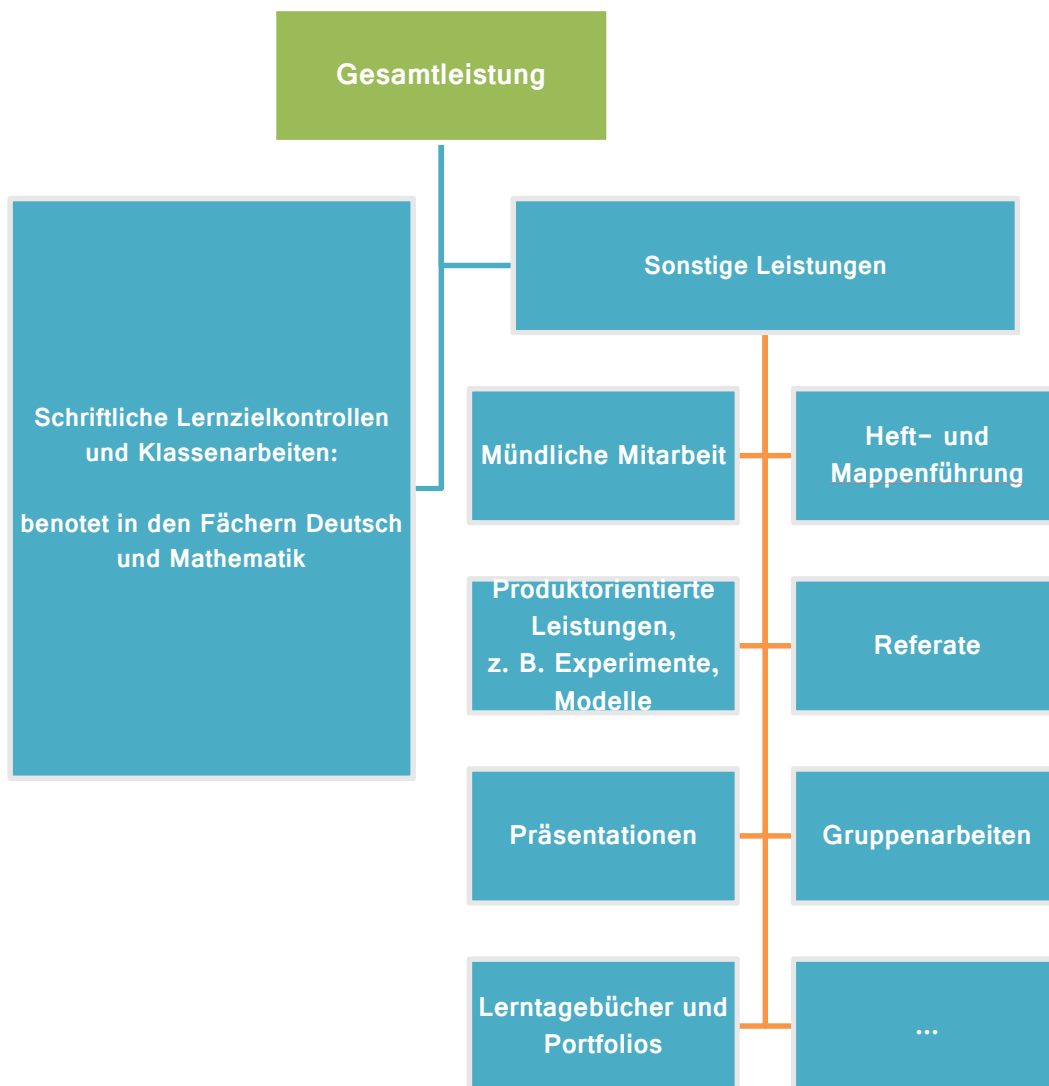 Gesamtleistung
Sonstige Leistungen
Schriftliche Lernzielkontrollen
und Klassenarbeiten:
benotet in den Fächern Deutsch
und Mathematik
Mündliche Mitarbeit
Heft- und
Mappenführung
Produktorientierte
Leistungen,
z. B. Experimente,
Modelle
Referate
Präsentationen
Gruppenarbeiten
Lerntagebücher und
Portfolios
...